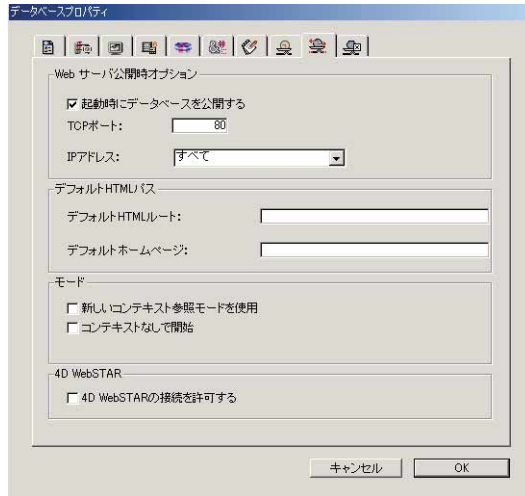 データベースプロパティ
Web サーバ公開時オプション
起動時にデータベースを公開する
TCPポート: 80
IPアドレス: すべて
デフォルトHTMLパス
デフォルトHTMLルート:
デフォルトホームページ:
モード
新しいコンテキスト参照モードを使用
コンテキストなしで開始
4D WebSTAR
4D WebSTARの接続を許可する
キャンセル OK